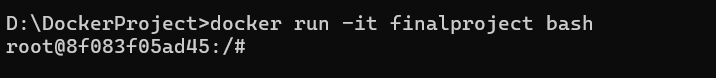 D:\DockerProject>docker run -it finalproject bash
root@8f083f05ad45:/#